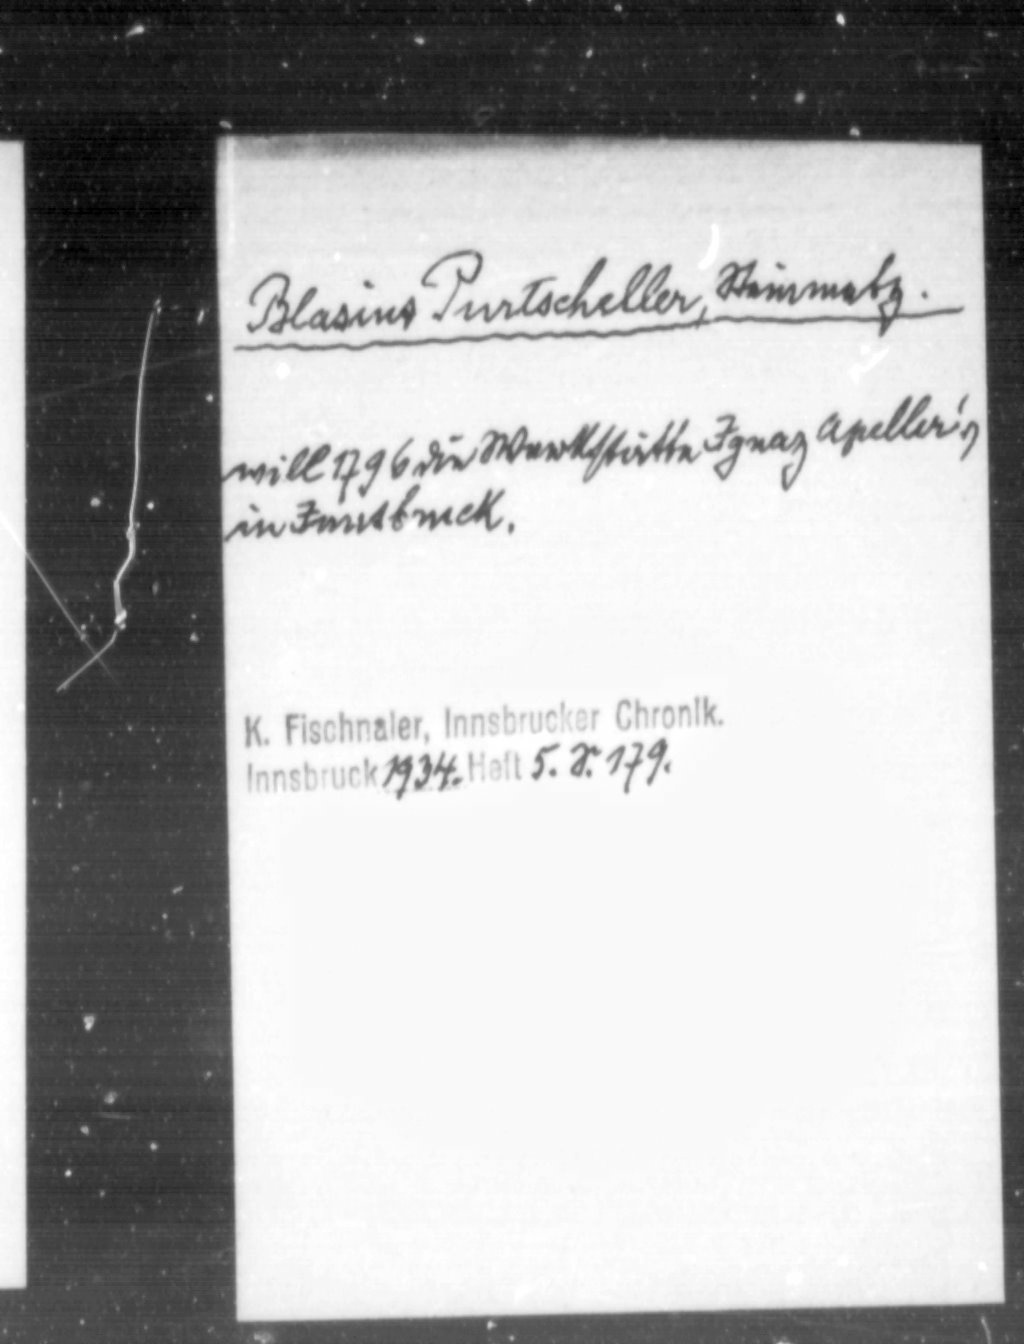 Blasius Purtscheller, Steinmetz.
will 1796 die Werkstätte Ignaz Apeller's
in Innsbruck.
K. Fischnaler, Innsbrucker Chronik.
Innsbruck 1934. Heft 5. S. 179.